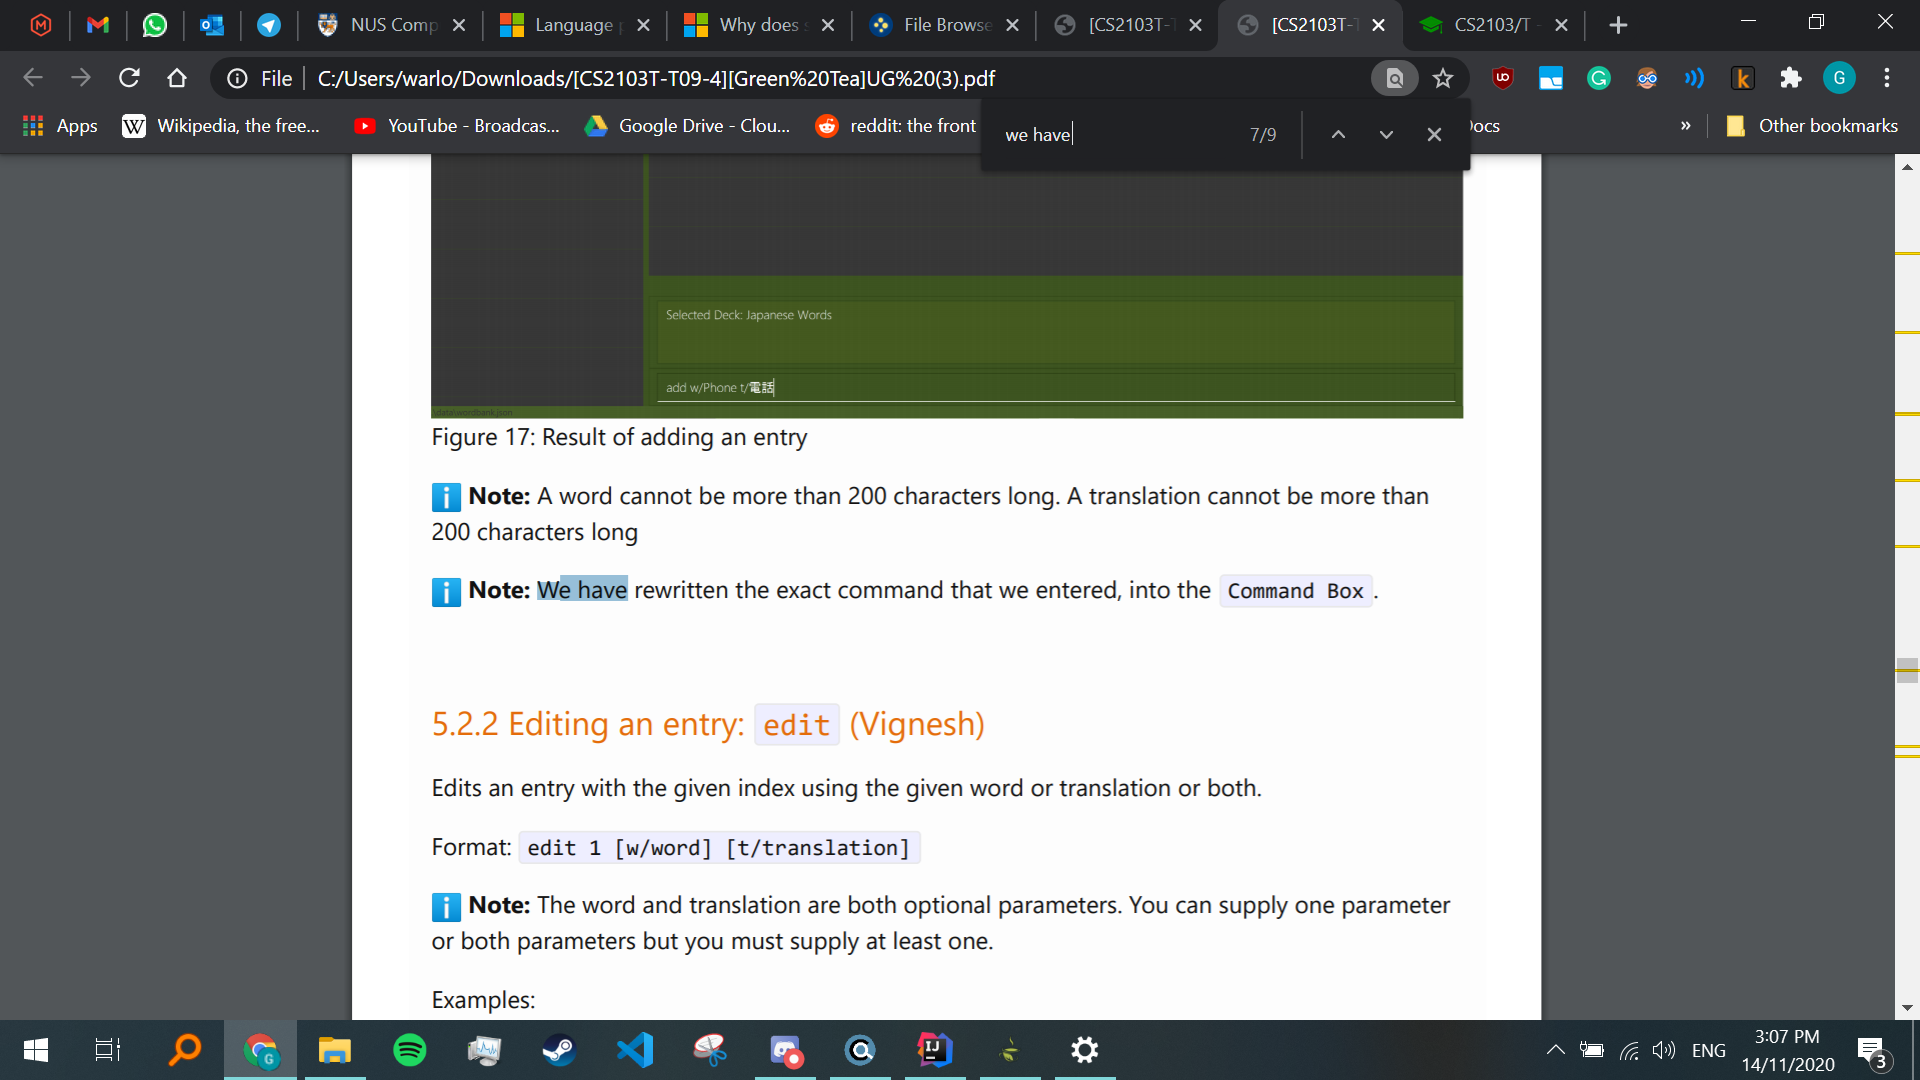 NUS Comp
Language
Why does
File Browse
[CS2103T-
[CS2103T-
CS2103/T
File
C:/Users/warlo/Downloads/[CS2103T-T09-4][Green%20Tea]UG%20(3).pdf
G
Apps
Wikipedia, the free...
YouTube - Broadcas...
Google Drive - Clou...
reddit: the front
Docs
»
Other bookmarks
we have
7/9
Selected Deck: Japanese Words
add w/Phone t/電話
\data\wordbank.json
Figure 17: Result of adding an entry
Note: A word cannot be more than 200 characters long. A translation cannot be more than
200 characters long
Note: We have rewritten the exact command that we entered, into the Command Box.
5.2.2 Editing an entry: edit (Vignesh)
Edits an entry with the given index using the given word or translation or both.
Format: edit 1 [w/word] [t/translation]
Note: The word and translation are both optional parameters. You can supply one parameter
or both parameters but you must supply at least one.
Examples:
ENG
3:07 PM
14/11/2020
3